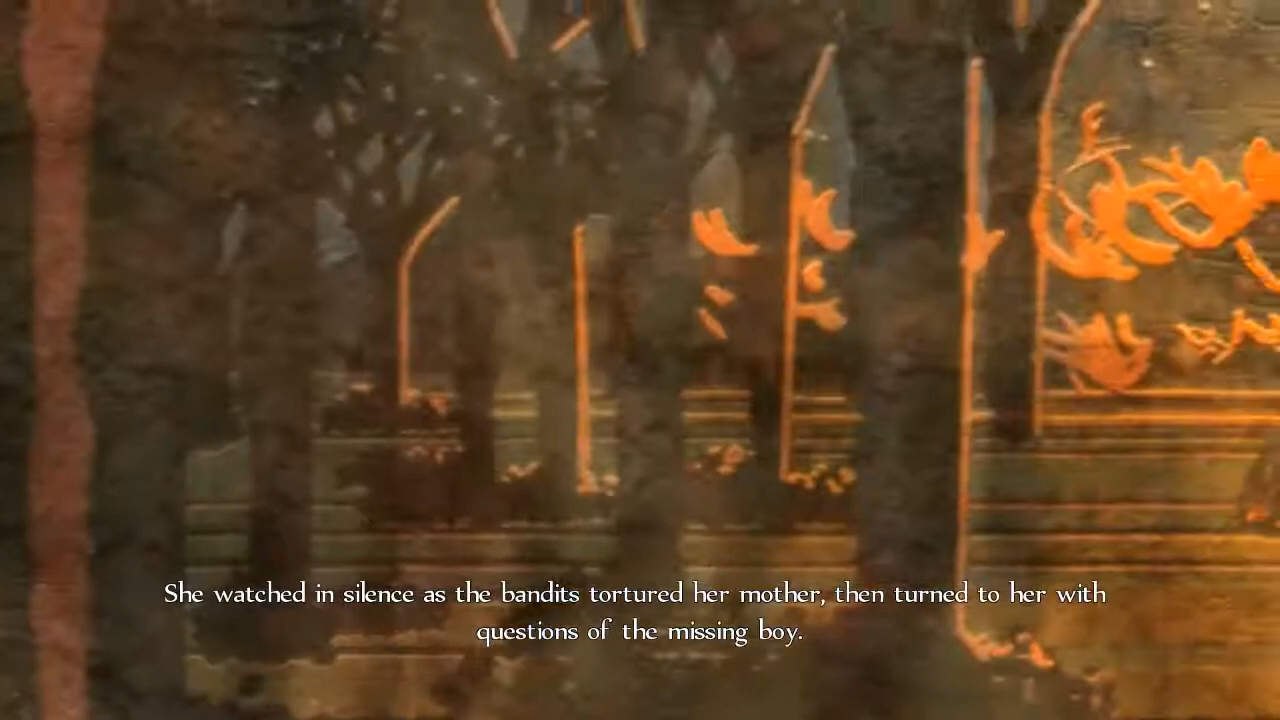 She watched in silence as the bandits tortured her mother, then turned to her with
questions of the missing boy.